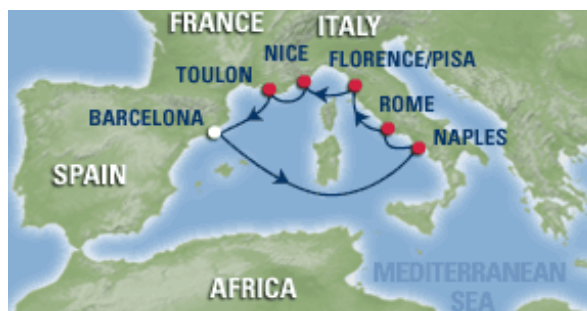 FRANCE
ITALY
NICE
FLORENCE/PISA
TOULON
ROME
BARCELONA
NAPLES
SPAIN
MEDITERRANEAN
SEA
AFRICA